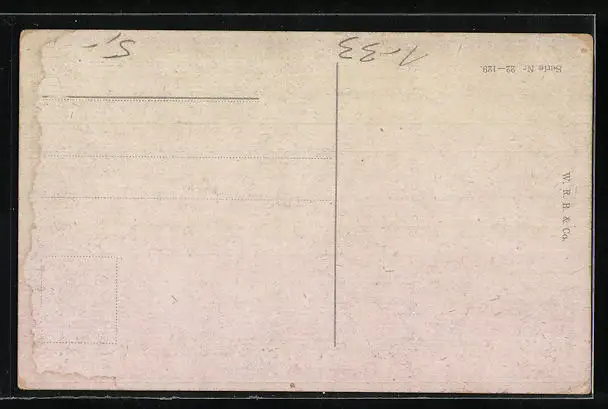 Serie Nr. 22—129.
W. R. B. & Co.
1-33
5,-